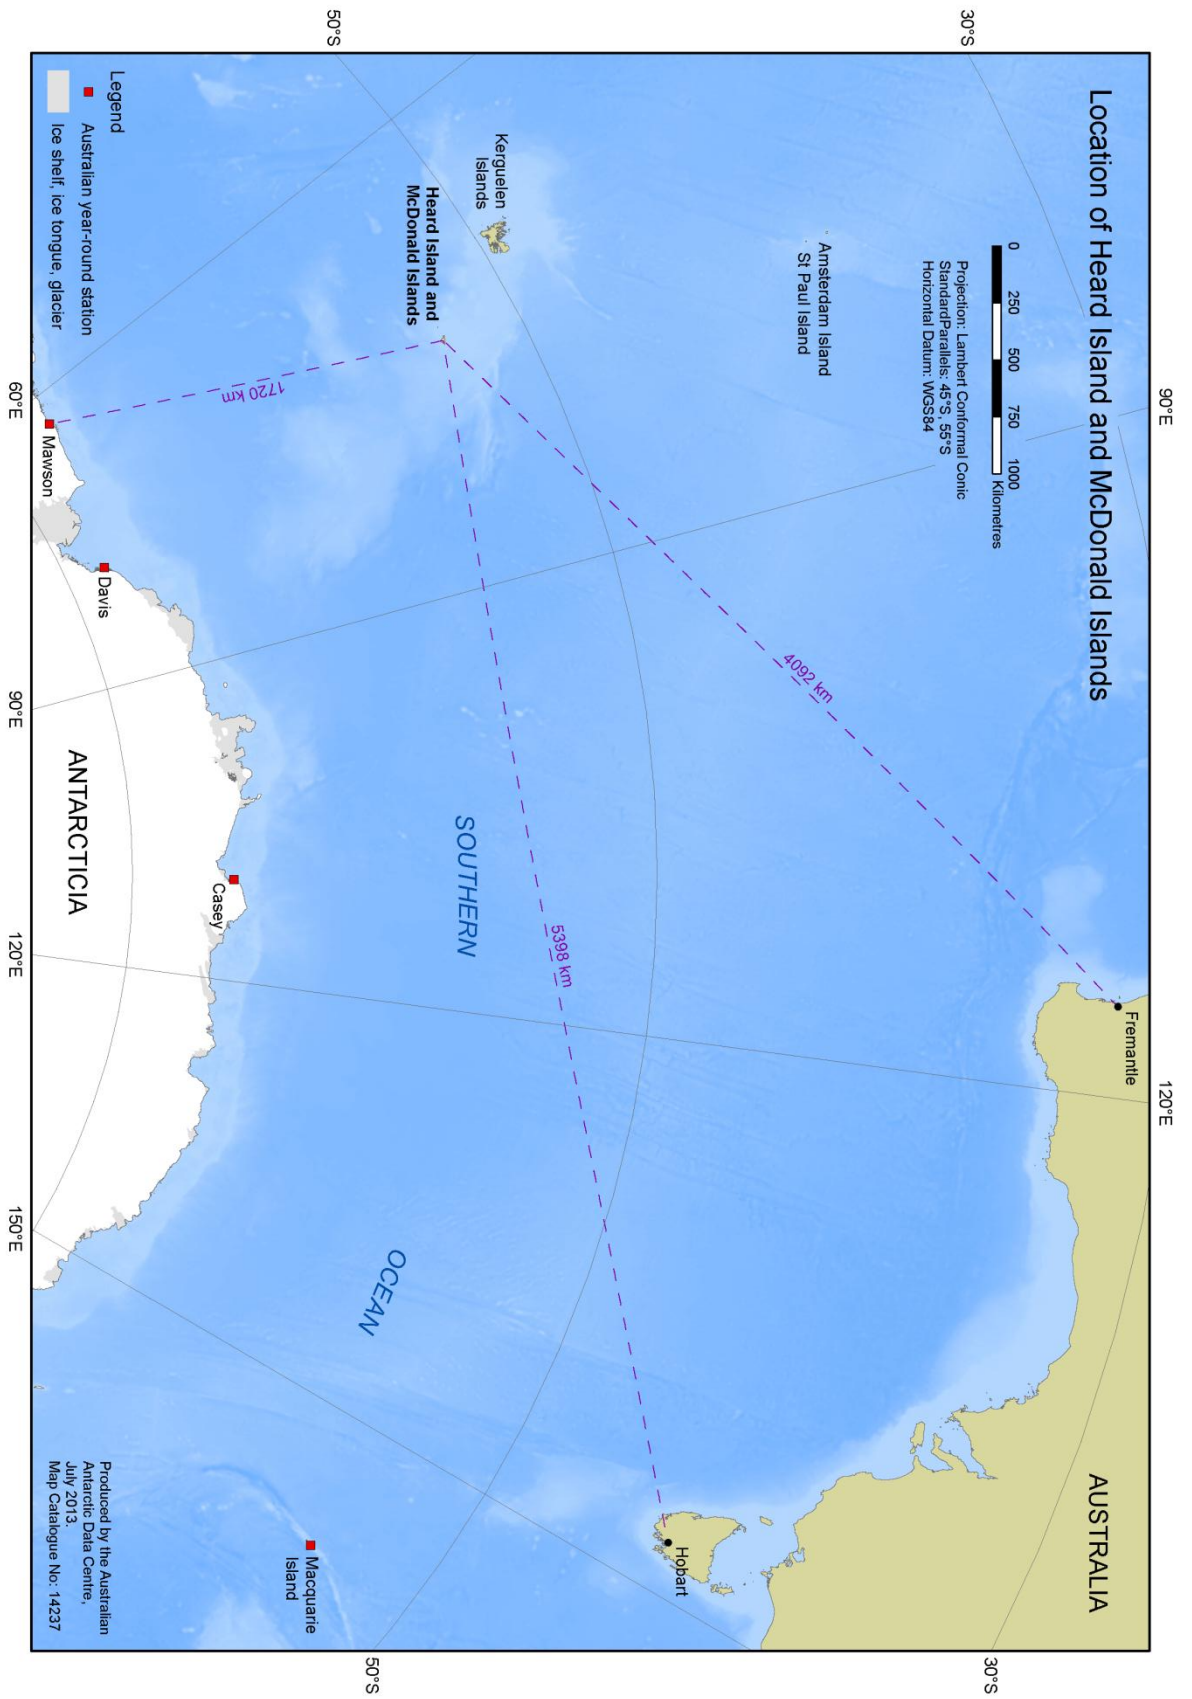 Location of Heard Island and McDonald Islands
0 250 500 750 1000
Kilometres
Projection: Lambert Conformal Conic
StandardParallels: 45°S, 55°S
Horizontal Datum: WGS84
90°E
120°E
30°S
30°S
50°S
50°S
Amsterdam Island
St Paul Island
Kerguelen
Islands
Heard Island and
McDonald Islands
Fremantle
AUSTRALIA
Hobart
4092 km
5398 km
1720 km
SOUTHERN
OCEAN
Macquarie
Island
Mawson
Davis
Casey
ANTARCTICIA
60°E
90°E
120°E
150°E
Legend
Australian year-round station
Ice shelf, ice tongue, glacier
Produced by the Australian
Antarctic Data Centre,
July 2013.
Map Catalogue No: 14237